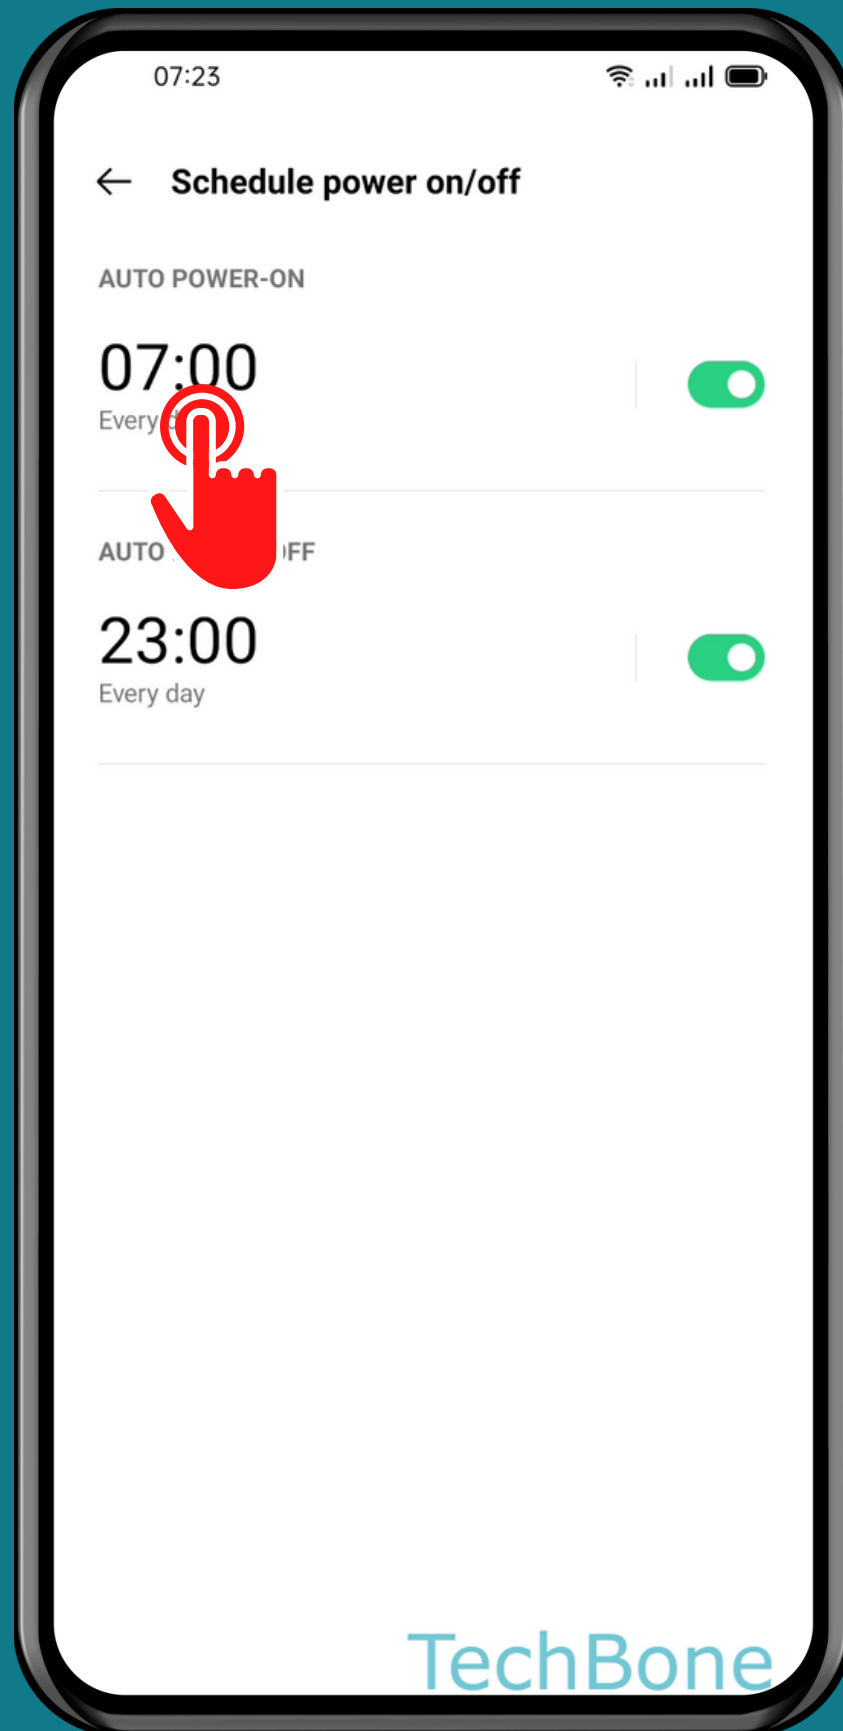 07:23
Schedule power on/off
AUTO POWER-ON
07:00
Every
AUTO
23:00
Every day
TechBone